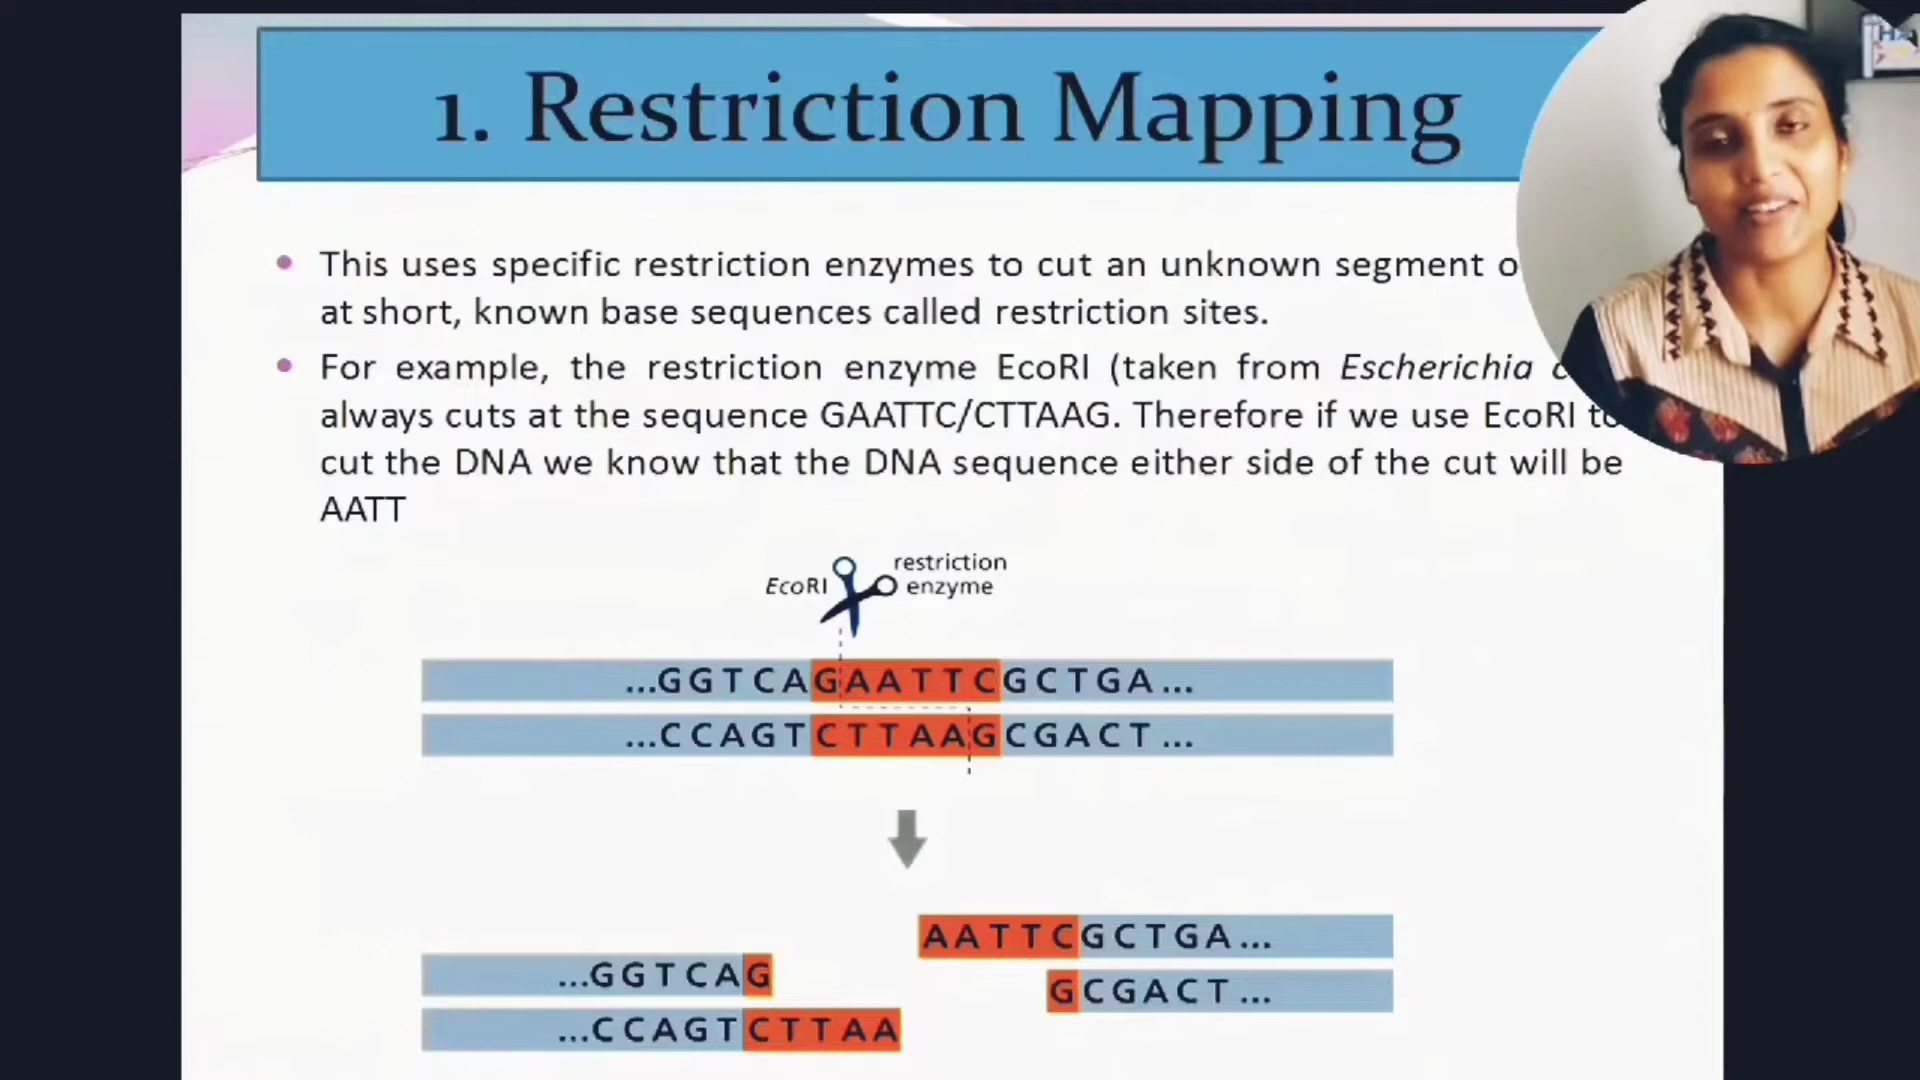 1. Restriction Mapping
This uses specific restriction enzymes to cut an unknown segment
at short, known base sequences called restriction sites.
For example, the restriction enzyme EcoRI (taken from Escherichia
always cuts at the sequence GAATTC/CTTAAG. Therefore if we use EcoRI to
cut the DNA we know that the DNA sequence either side of the cut will be
AATT
EcoRI
restriction
enzyme
...GGTCAGAATTCGCTGA...
...CCAGTCTTAAGCGACT...
AATTCGCTGA...
...GGTCAG
GCGACT...
...CCAGTCTTAA